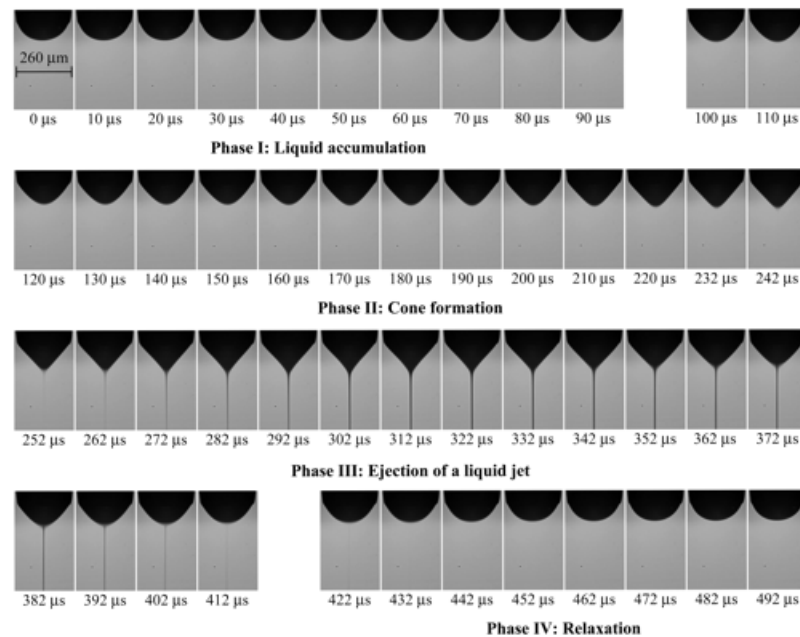 260 µm
0 µs 10 µs 20 µs 30 µs 40 µs 50 µs 60 µs 70 µs 80 µs 90 µs 100 µs 110 µs
Phase I: Liquid accumulation
120 µs 130 µs 140 µs 150 µs 160 µs 170 µs 180 µs 190 µs 200 µs 210 µs 220 µs 232 µs 242 µs
Phase II: Cone formation
252 µs 262 µs 272 µs 282 µs 292 µs 302 µs 312 µs 322 µs 332 µs 342 µs 352 µs 362 µs 372 µs
Phase III: Ejection of a liquid jet
382 µs 392 µs 402 µs 412 µs 422 µs 432 µs 442 µs 452 µs 462 µs 472 µs 482 µs 492 µs
Phase IV: Relaxation